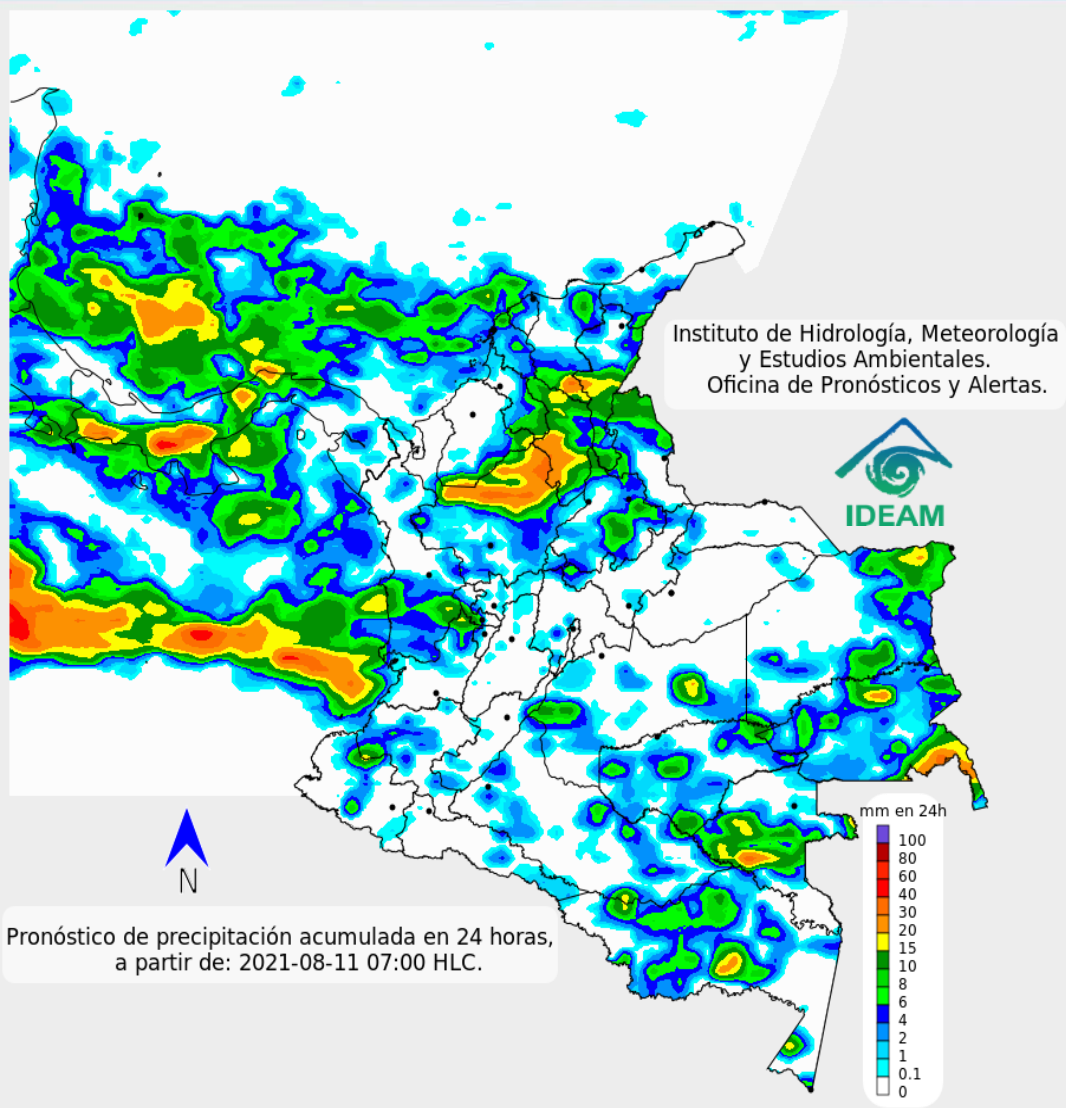 Instituto de Hidrología, Meteorología
y Estudios Ambientales.
Oficina de Pronósticos y Alertas.
IDEAM
mm en 24h
100
80
60
40
30
20
15
10
8
6
4
2
1
0.1
0
N
Pronóstico de precipitación acumulada en 24 horas,
a partir de: 2021-08-11 07:00 HLC.